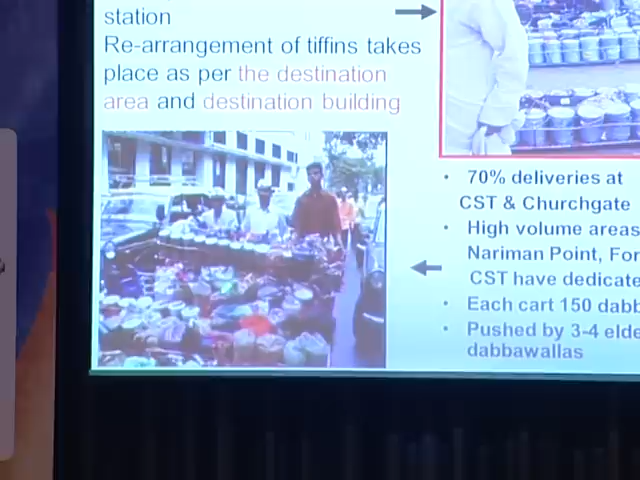 station
Re-arrangement of tiffins takes
place as per the destination
area and destination building
• 70% deliveries at
CST & Churchgate
• High volume areas
Nariman Point,
CST have
• Each cart 150
• Pushed by 3-4
dabbawallas